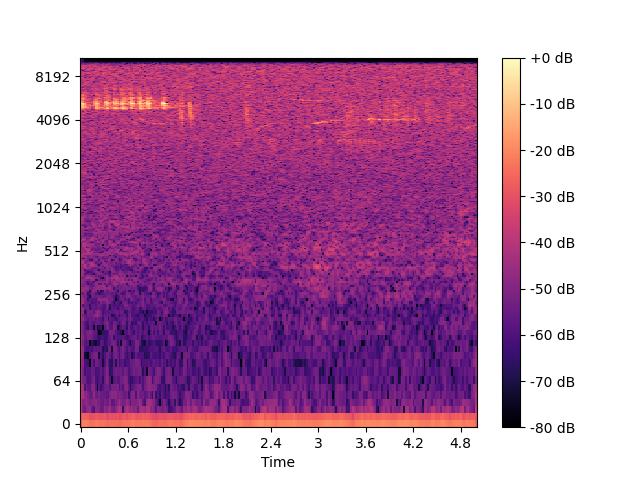 8192
4096
2048
1024
512
256
128
64
0
Hz
0 0.6 1.2 1.8 2.4 3 3.6 4.2 4.8
Time
+0 dB
-10 dB
-20 dB
-30 dB
-40 dB
-50 dB
-60 dB
-70 dB
-80 dB